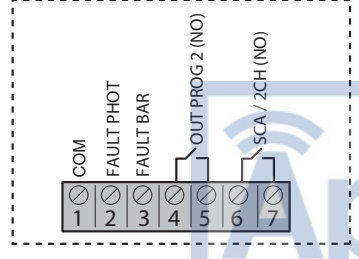 COM
FAULT PHOT
FAULT BAR
OUT PROG 2 (NO)
SCA / 2CH (NO)
1 2 3 4 5 6 7